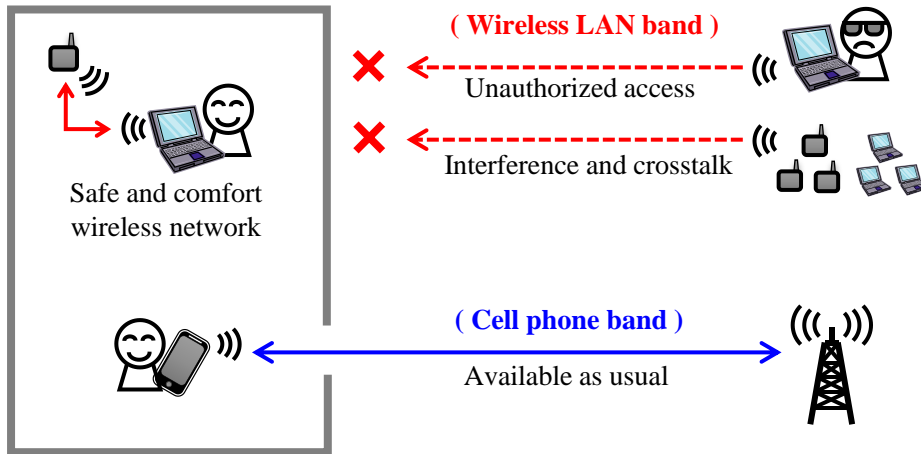 ( Wireless LAN band )
Unauthorized access
Interference and crosstalk
Safe and comfort
wireless network
( Cell phone band )
Available as usual